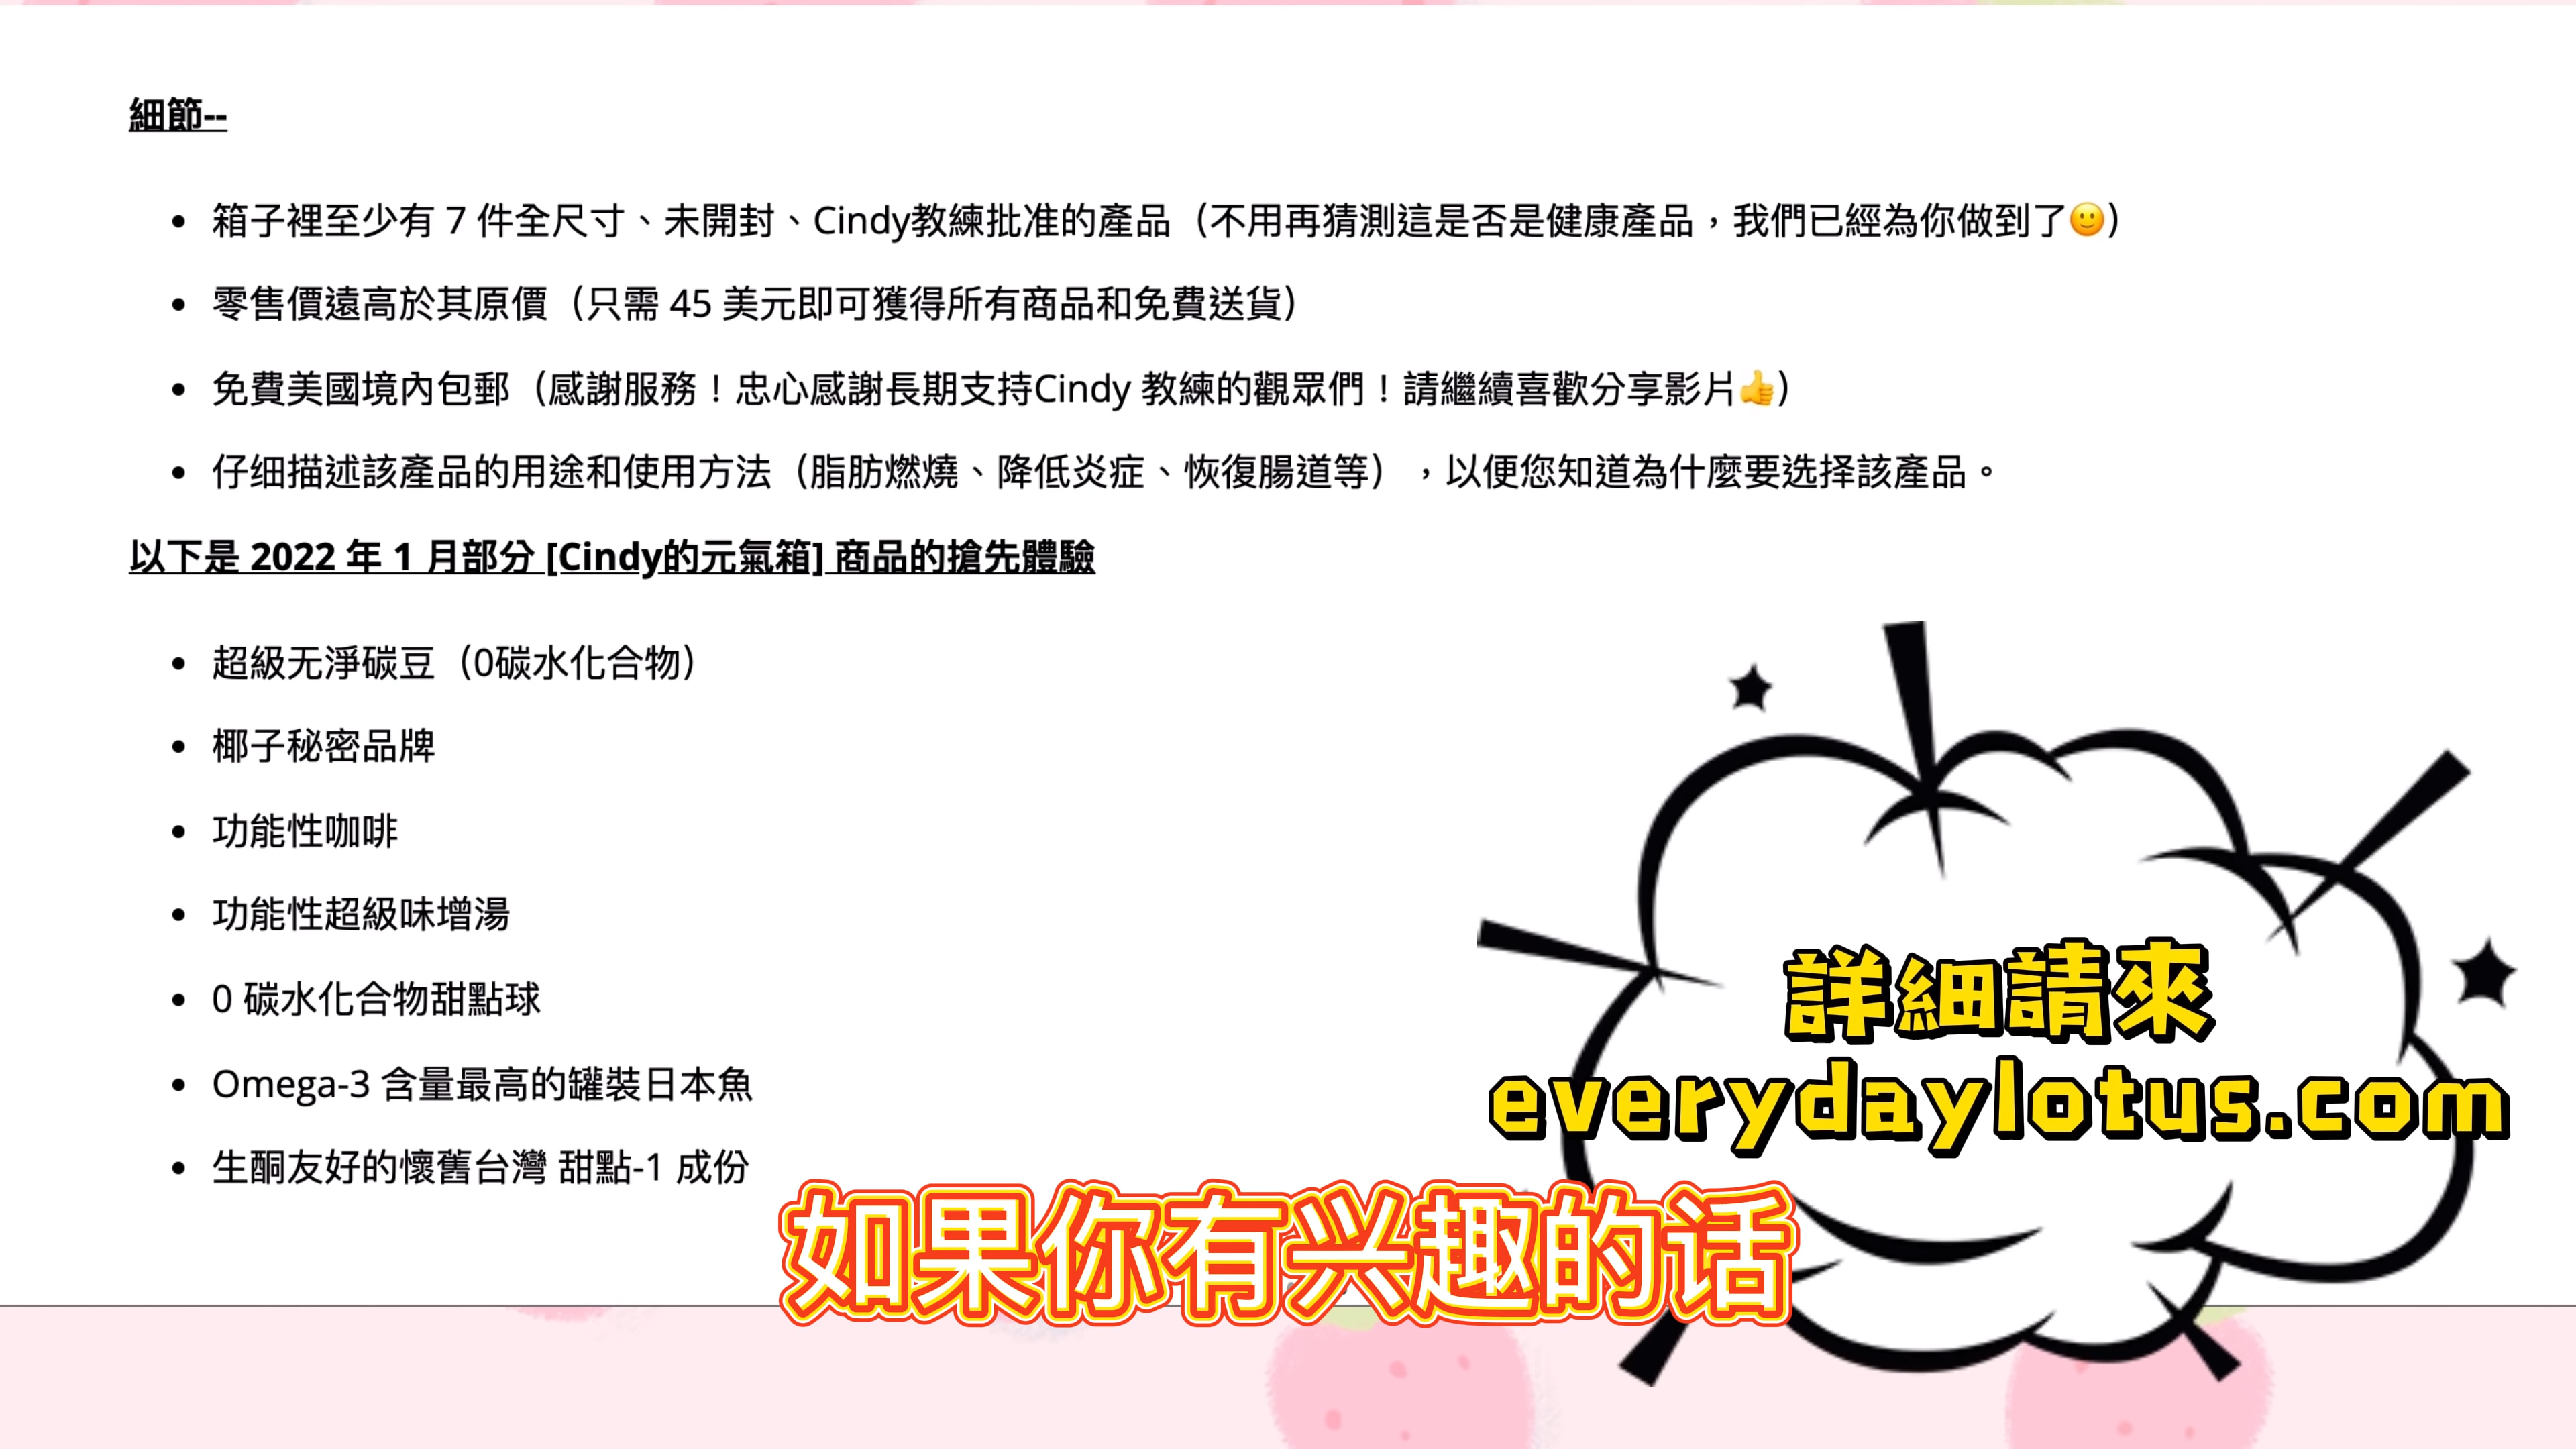 細節--
箱子裡至少有 7 件全尺寸、未開封、Cindy教練批准的產品（不用再猜測這是否是健康產品，我們已經為你做到了🙂）
零售價遠高於其原價（只需 45 美元即可獲得所有商品和免費送貨）
免費美國境內包郵（感謝服務！忠心感謝長期支持Cindy 教練的觀眾們！請繼續喜歡分享影片👍）
仔细描述該產品的用途和使用方法（脂肪燃燒、降低炎症、恢復腸道等），以便您知道為什麼要选择該產品。
以下是 2022 年 1 月部分 [Cindy的元氣箱] 商品的搶先體驗
超級无淨碳豆（0碳水化合物）
椰子秘密品牌
功能性咖啡
功能性超級味增湯
0 碳水化合物甜點球
Omega-3 含量最高的罐裝日本魚
生酮友好的懷舊台灣 甜點-1 成份
詳細請來
everydaylotus.com
如果你有兴趣的话